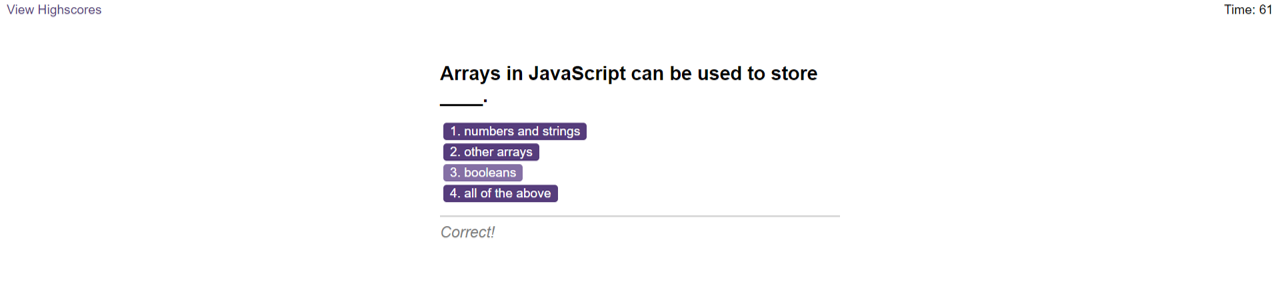 View Highscores
Time: 61
Arrays in JavaScript can be used to store
____.
1. numbers and strings
2. other arrays
3. booleans
4. all of the above
Correct!